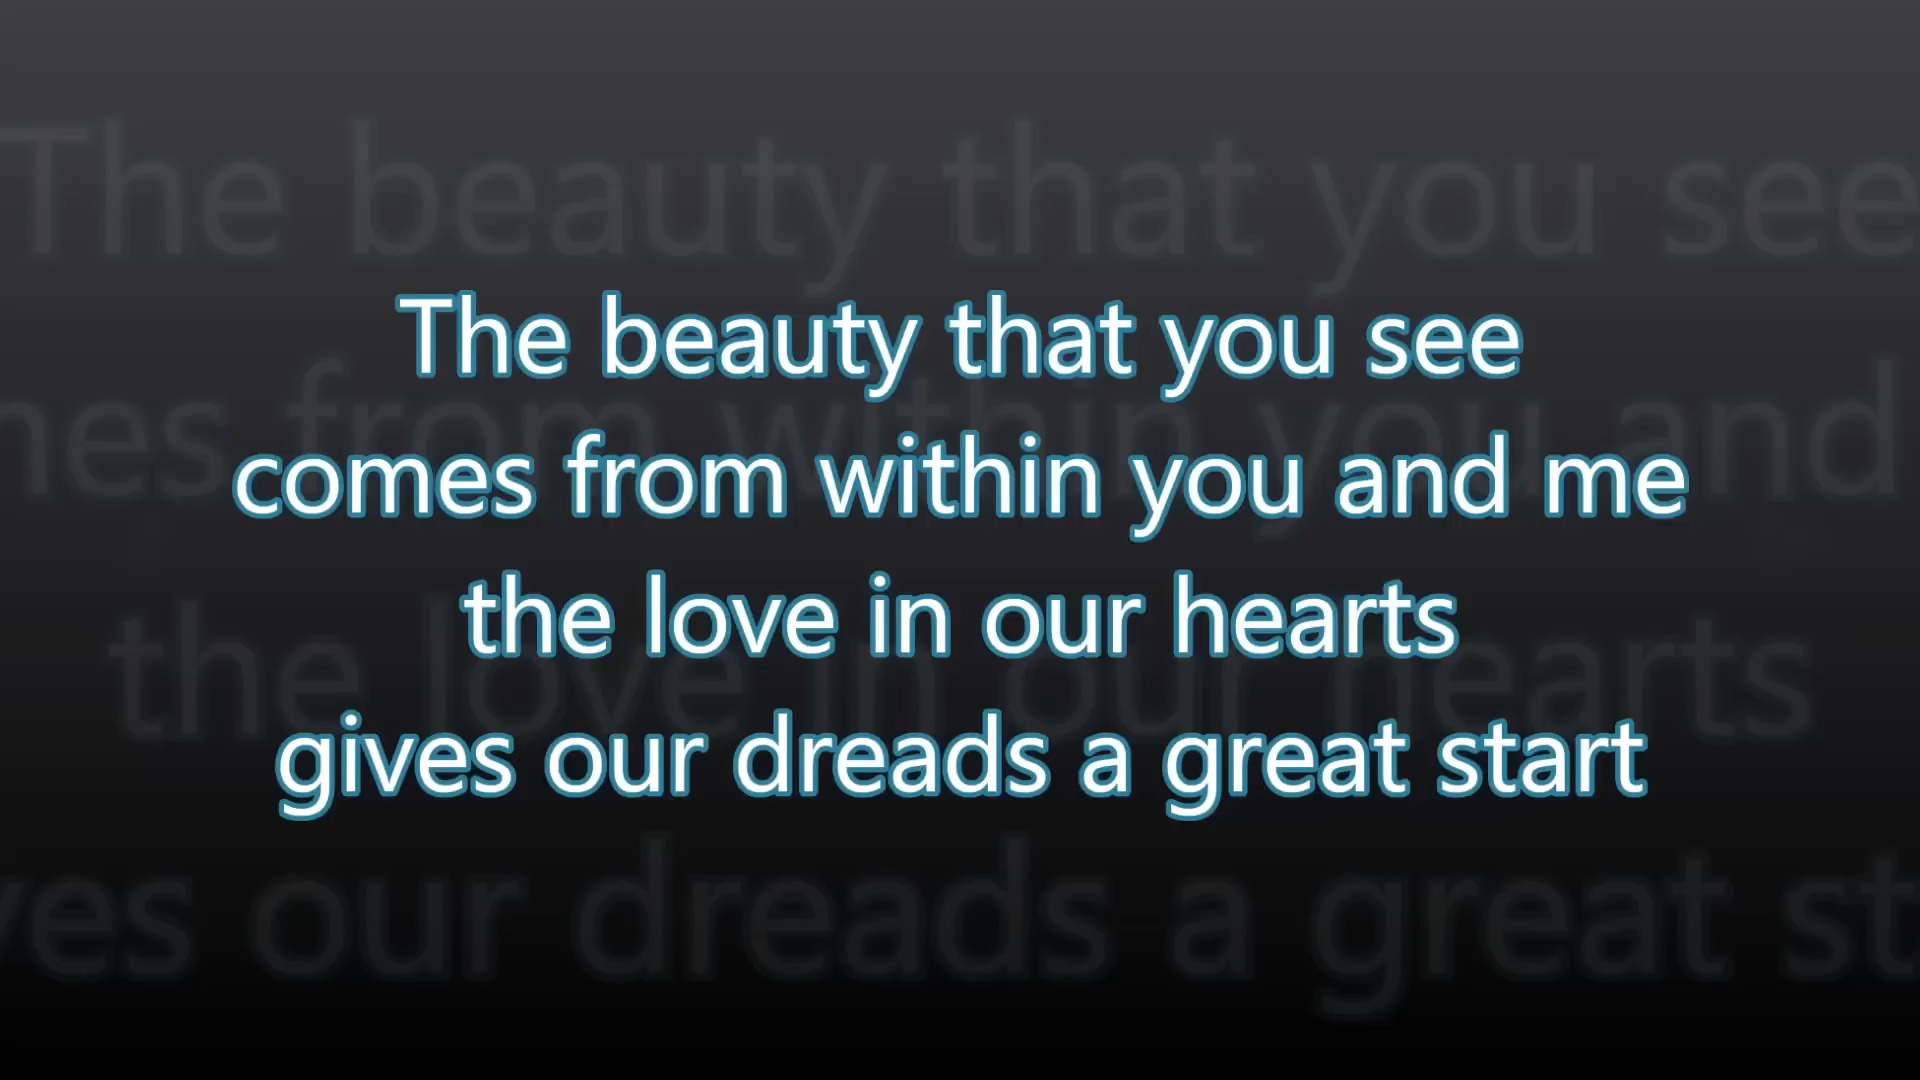 The beauty that you see
comes from within you and me
the love in our hearts
gives our dreads a great start